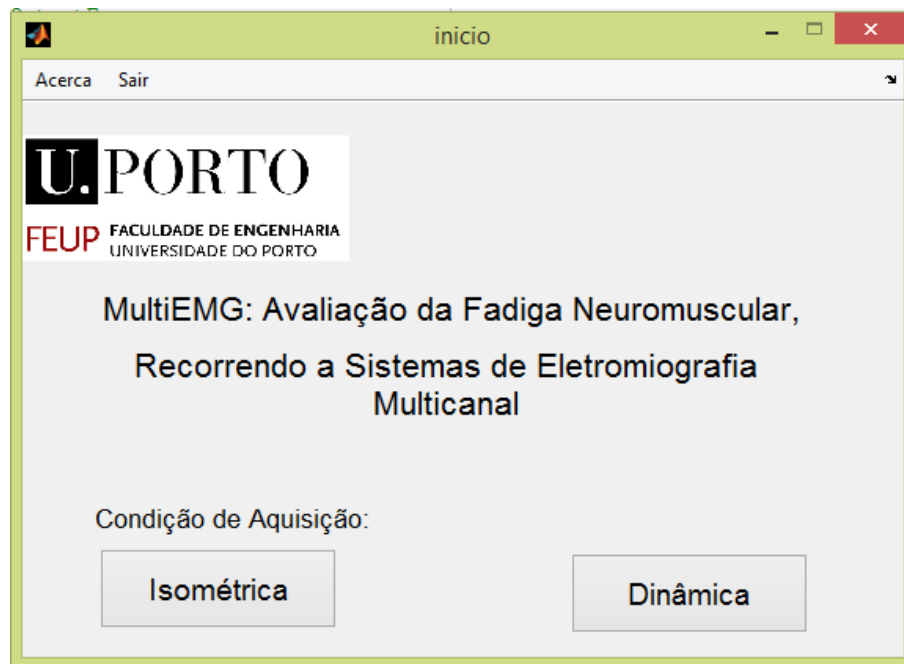 inicio
Acerca Sair
U.PORTO
FEUP FACULDADE DE ENGENHARIA
UNIVERSIDADE DO PORTO
MultiEMG: Avaliação da Fadiga Neuromuscular,
Recorrendo a Sistemas de Eletromiografia
Multicanal
Condição de Aquisição:
Isométrica
Dinâmica